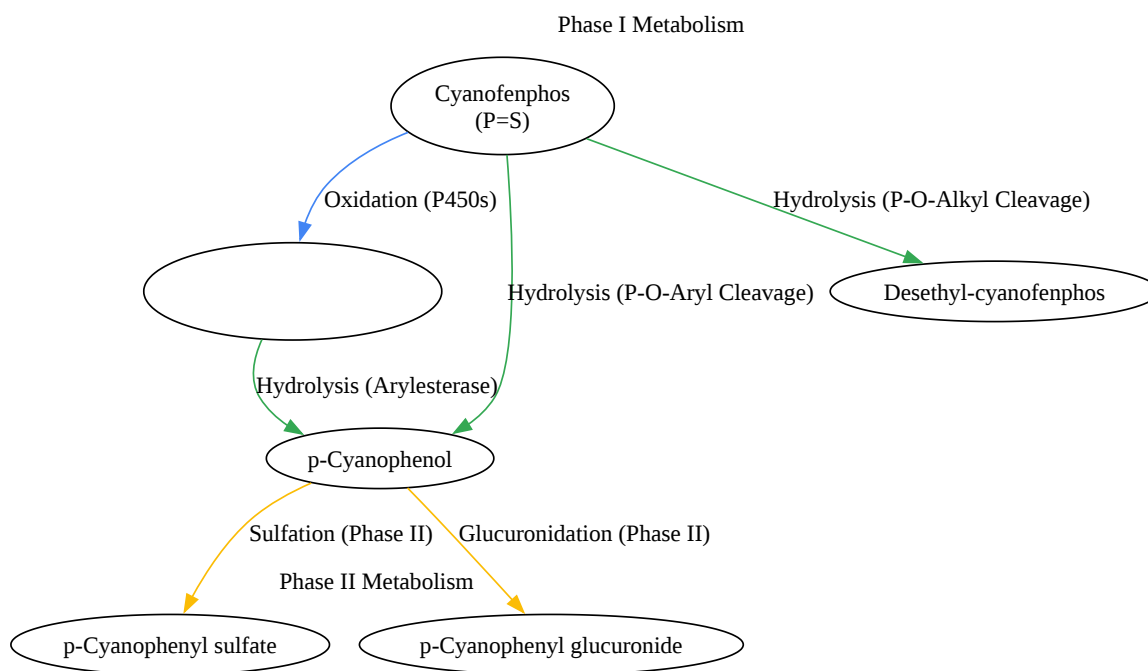 Phase I Metabolism
Cyanofenphos
(P=S)
Oxidation (P450s)
Hydrolysis (P-O-Alkyl Cleavage)
Hydrolysis (P-O-Aryl Cleavage)
Desethyl-cyanofenphos
Hydrolysis (Arylesterase)
p-Cyanophenol
Sulfation (Phase II)
Glucuronidation (Phase II)
Phase II Metabolism
p-Cyanophenyl sulfate
p-Cyanophenyl glucuronide